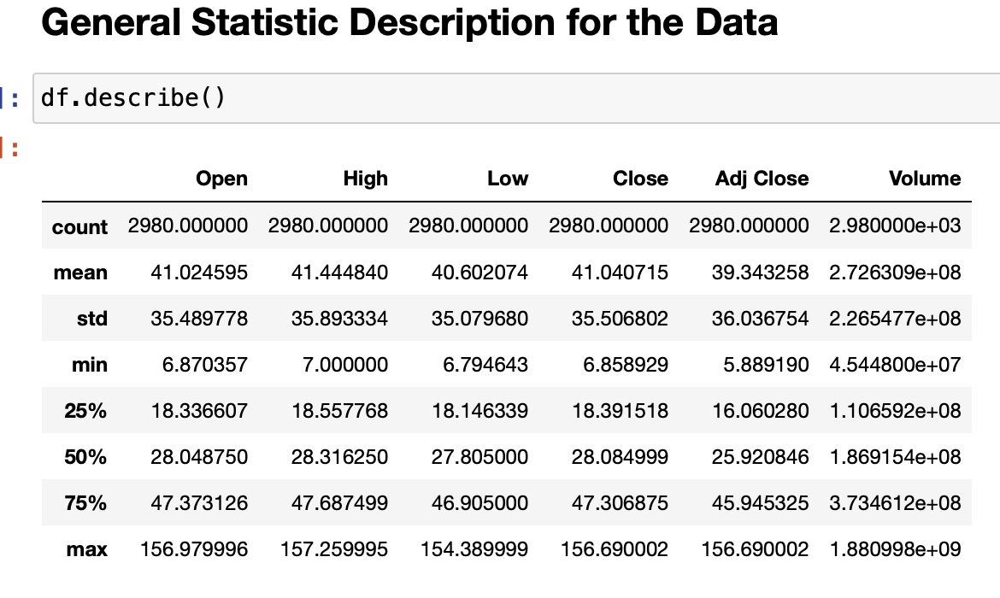 General Statistic Description for the Data
]: df.describe()
]:
Open High Low Close Adj Close Volume
count 2980.000000 2980.000000 2980.000000 2980.000000 2980.000000 2.980000e+03
mean 41.024595 41.444840 40.602074 41.040715 39.343258 2.726309e+08
std 35.489778 35.893334 35.079680 35.506802 36.036754 2.265477e+08
min 6.870357 7.000000 6.794643 6.858929 5.889190 4.544800e+07
25% 18.336607 18.557768 18.146339 18.391518 16.060280 1.106592e+08
50% 28.048750 28.316250 27.805000 28.084999 25.920846 1.869154e+08
75% 47.373126 47.687499 46.905000 47.306875 45.945325 3.734612e+08
max 156.979996 157.259995 154.389999 156.690002 156.690002 1.880998e+09